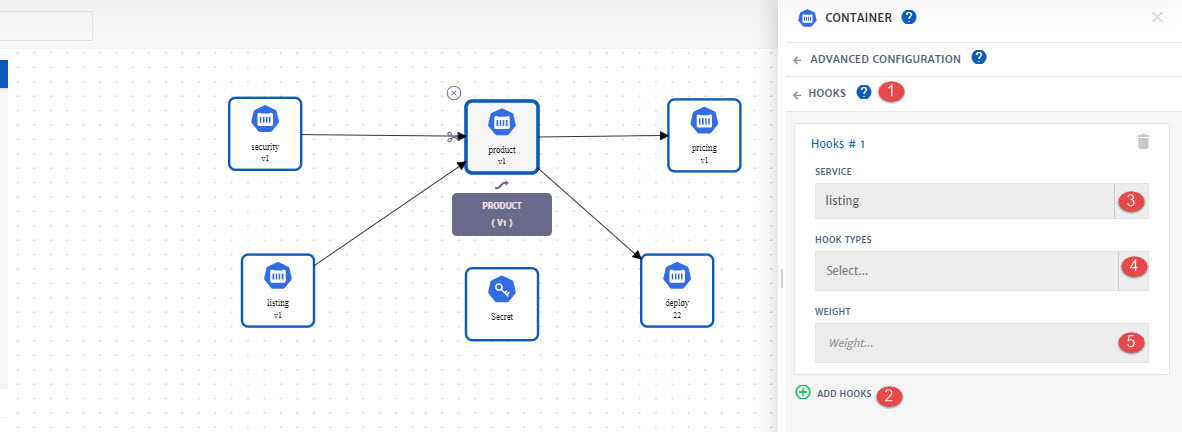 security
v1
product
v1
pricing
v1
PRODUCT
( V1 )
listing
v1
Secret
deploy
22
CONTAINER ?
ADVANCED CONFIGURATION ?
HOOKS ? 1
Hooks # 1
SERVICE
listing 3
HOOK TYPES
Select... 4
WEIGHT
Weight... 5
ADD HOOKS 2